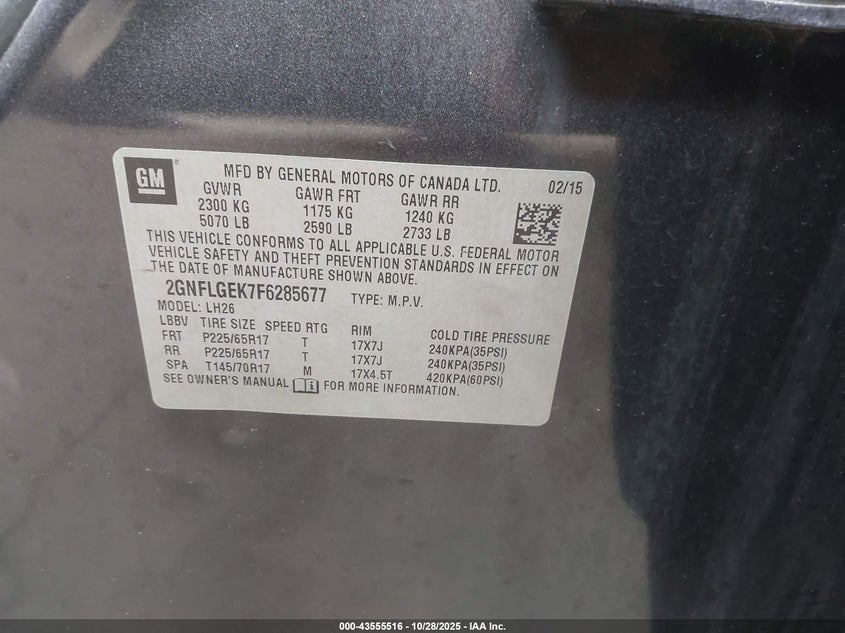 GM
MFD BY GENERAL MOTORS OF CANADA LTD. 02/15
GVWR GAWR FRT GAWR RR
2300 KG 1175 KG 1240 KG
5070 LB 2590 LB 2733 LB
THIS VEHICLE CONFORMS TO ALL APPLICABLE U.S. FEDERAL MOTOR
VEHICLE SAFETY AND THEFT PREVENTION STANDARDS IN EFFECT ON
THE DATE OF MANUFACTURE SHOWN ABOVE.
2GNFLGEK7F6285677 TYPE: M.P.V.
MODEL: LH26
LBBV TIRE SIZE SPEED RTG RIM COLD TIRE PRESSURE
FRT P225/65R17 T 17X7J 240KPA(35PSI)
RR P225/65R17 T 17X7J 240KPA(35PSI)
SPA T145/70R17 M 17X4.5T 420KPA(60PSI)
SEE OWNER'S MANUAL i FOR MORE INFORMATION.
000-43555516 - 10/28/2025 - IAA Inc.